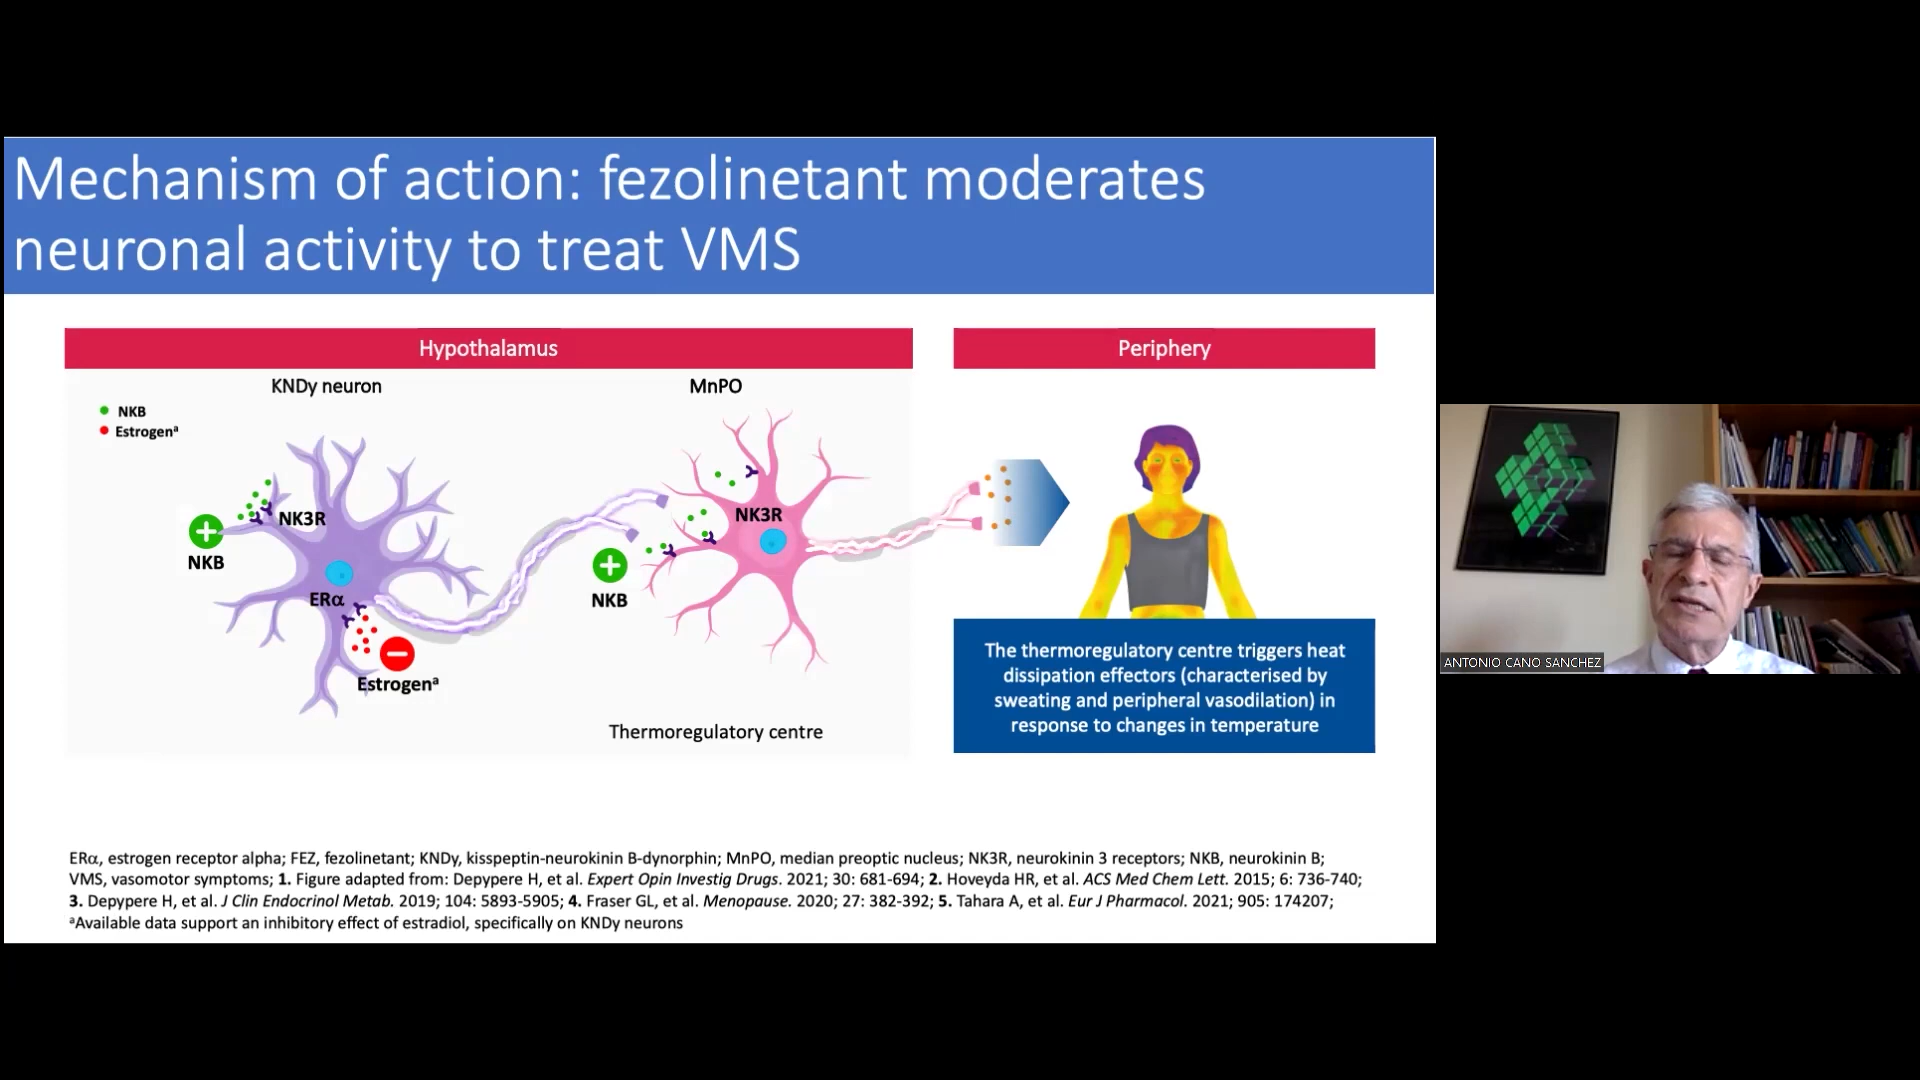 Mechanism of action: fezolinetant moderates
neuronal activity to treat VMS
Hypothalamus
Periphery
KNDy neuron
MnPO
NKB
Estrogenᵃ
NK3R
NKB
ERα
Estrogenᵃ
NK3R
NKB
Thermoregulatory centre
The thermoregulatory centre triggers heat
dissipation effectors (characterised by
sweating and peripheral vasodilation) in
response to changes in temperature
ANTONIO CANO SANCHEZ
ERα, estrogen receptor alpha; FEZ, fezolinetant; KNDy, kisspeptin-neurokinin B-dynorphin; MnPO, median preoptic nucleus; NK3R, neurokinin 3 receptors; NKB, neurokinin B;
VMS, vasomotor symptoms; 1. Figure adapted from: Depypere H, et al. Expert Opin Investig Drugs. 2021; 30: 681-694; 2. Hoveyda HR, et al. ACS Med Chem Lett. 2015; 6: 736-740;
3. Depypere H, et al. J Clin Endocrinol Metab. 2019; 104: 5893-5905; 4. Fraser GL, et al. Menopause. 2020; 27: 382-392; 5. Tahara A, et al. Eur J Pharmacol. 2021; 905: 174207;
ᵃAvailable data support an inhibitory effect of estradiol, specifically on KNDy neurons